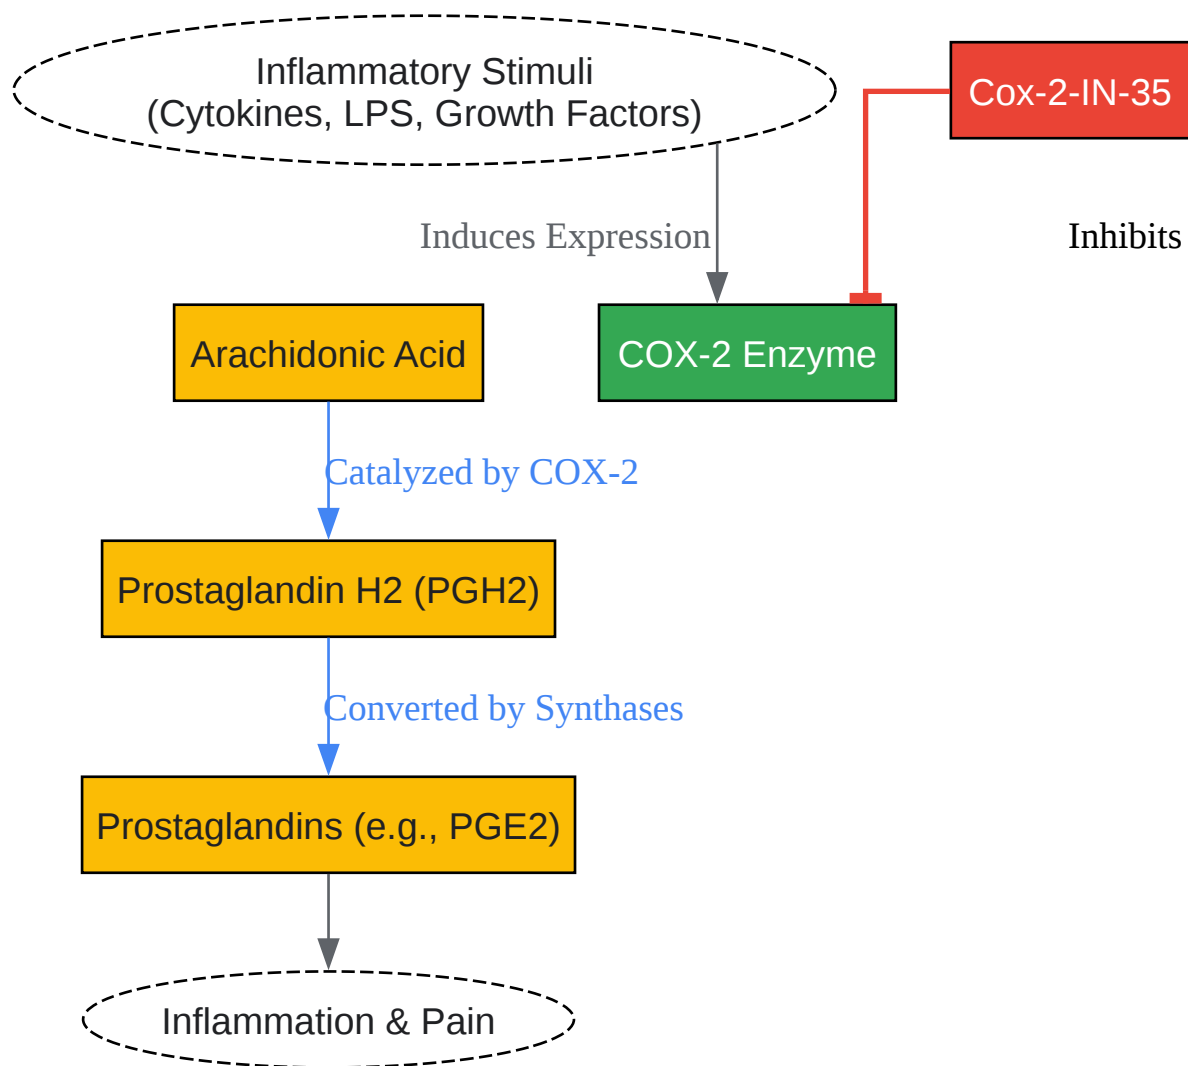 Inflammatory Stimuli
(Cytokines, LPS, Growth Factors)
Cox-2-IN-35
Induces Expression
Inhibits
Arachidonic Acid
COX-2 Enzyme
Catalyzed by COX-2
Prostaglandin H2 (PGH2)
Converted by Synthases
Prostaglandins (e.g., PGE2)
Inflammation & Pain